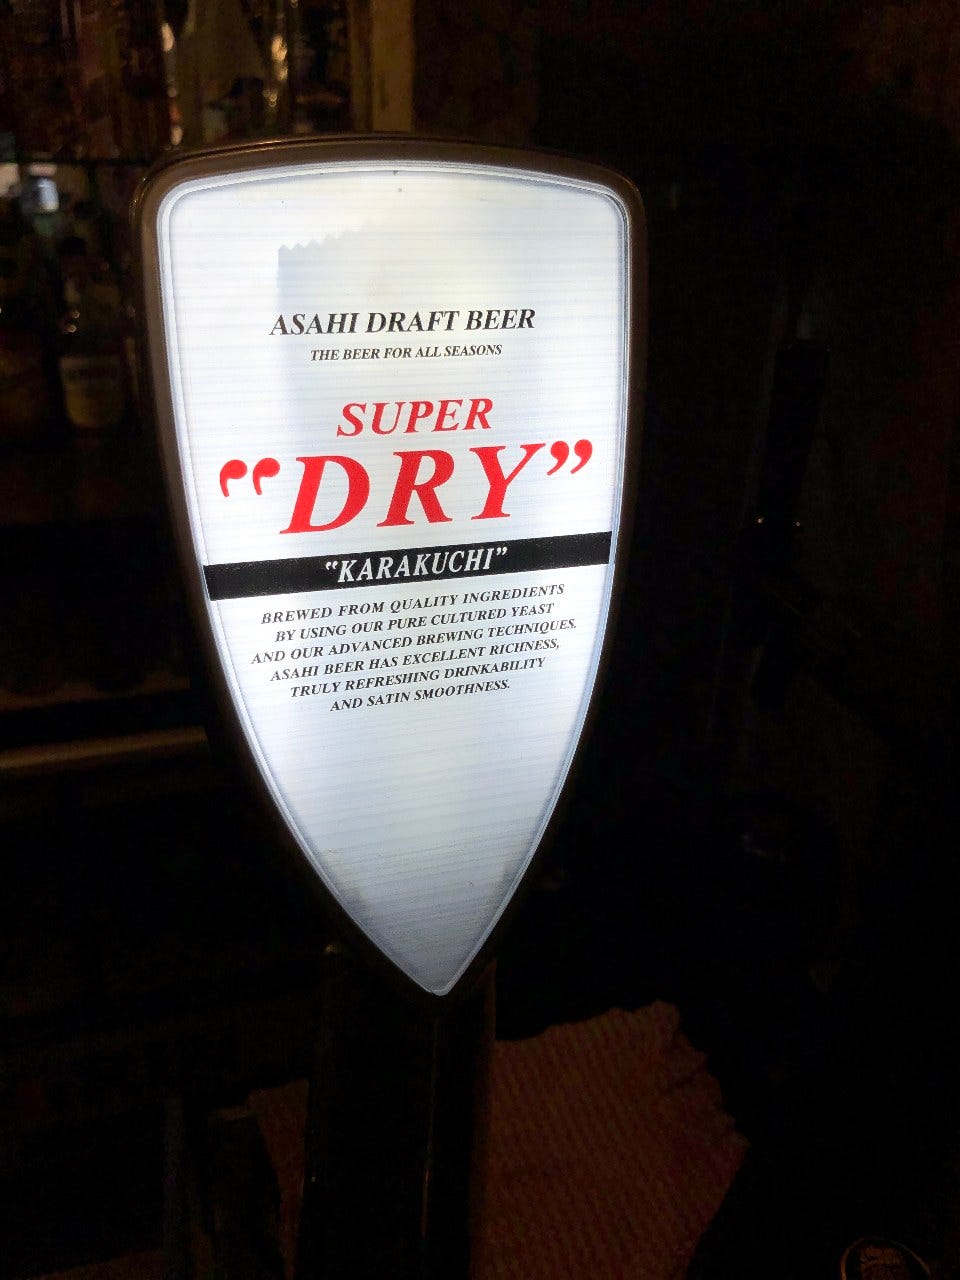 ASAHI DRAFT BEER
THE BEER FOR ALL SEASONS
SUPER
“DRY”
“KARAKUCHI”
BREWED FROM QUALITY INGREDIENTS
BY USING OUR PURE CULTURED YEAST
AND OUR ADVANCED BREWING TECHNIQUES.
ASAHI BEER HAS EXCELLENT RICHNESS,
TRULY REFRESHING DRINKABILITY
AND SATIN SMOOTHNESS.